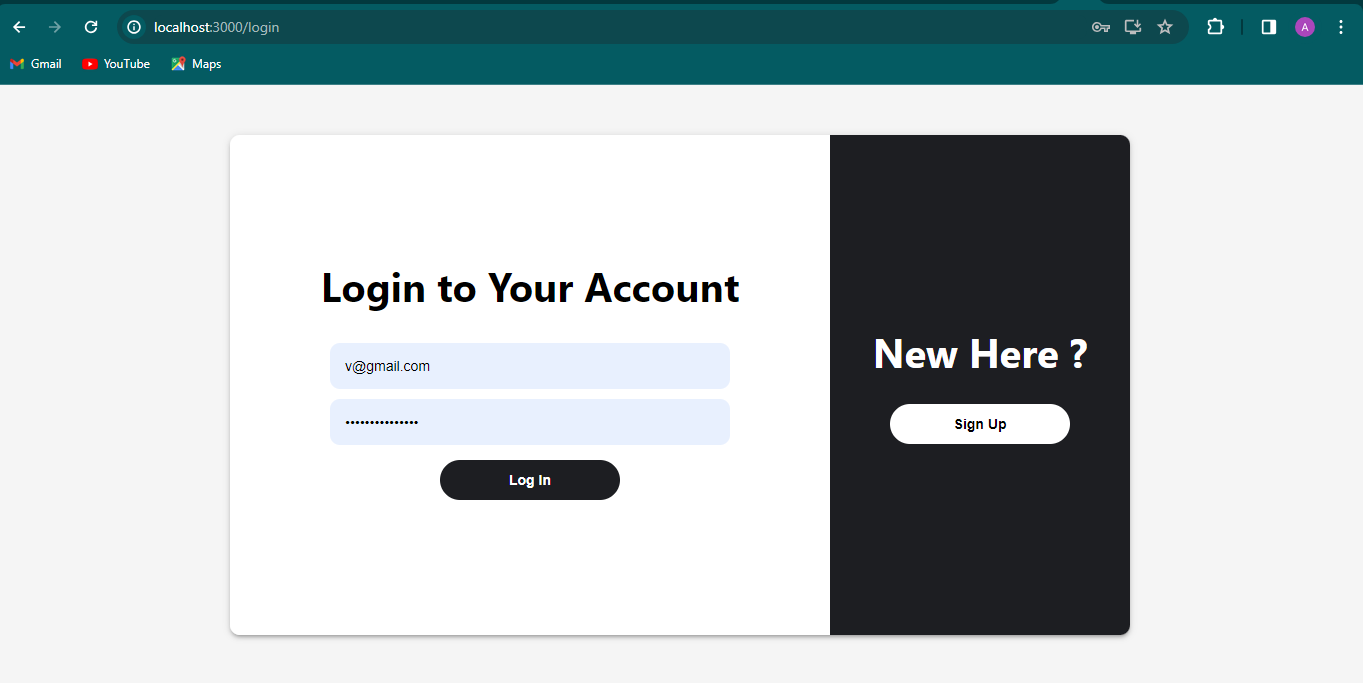 localhost:3000/login
A
Gmail YouTube Maps
Login to Your Account
v@gmail.com
•••••••••••••••
Log In
New Here ?
Sign Up